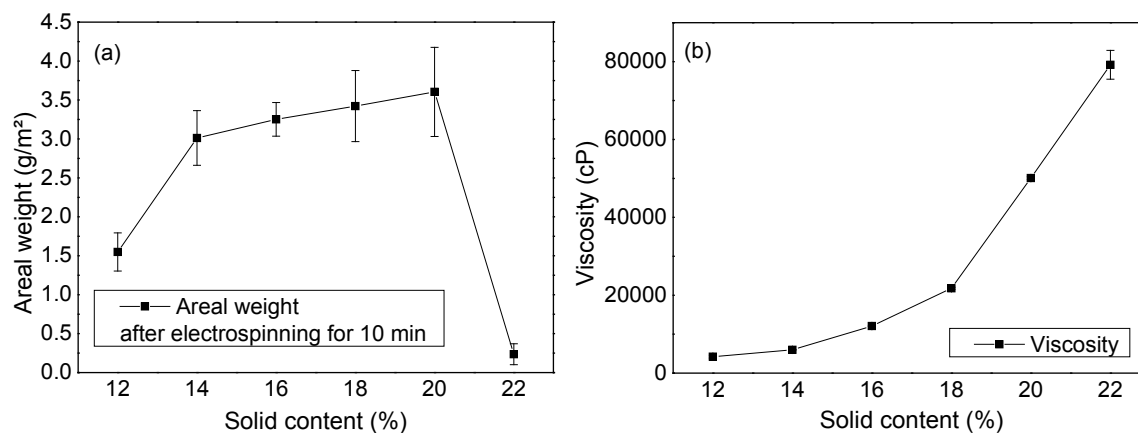 (a)
Areal weight (g/m²)
4.5
4.0
3.5
3.0
2.5
2.0
1.5
1.0
0.5
0.0
Areal weight
after electrospinning for 10 min
12 14 16 18 20 22
Solid content (%)
(b)
Viscosity (cP)
80000
60000
40000
20000
0
Viscosity
12 14 16 18 20 22
Solid content (%)